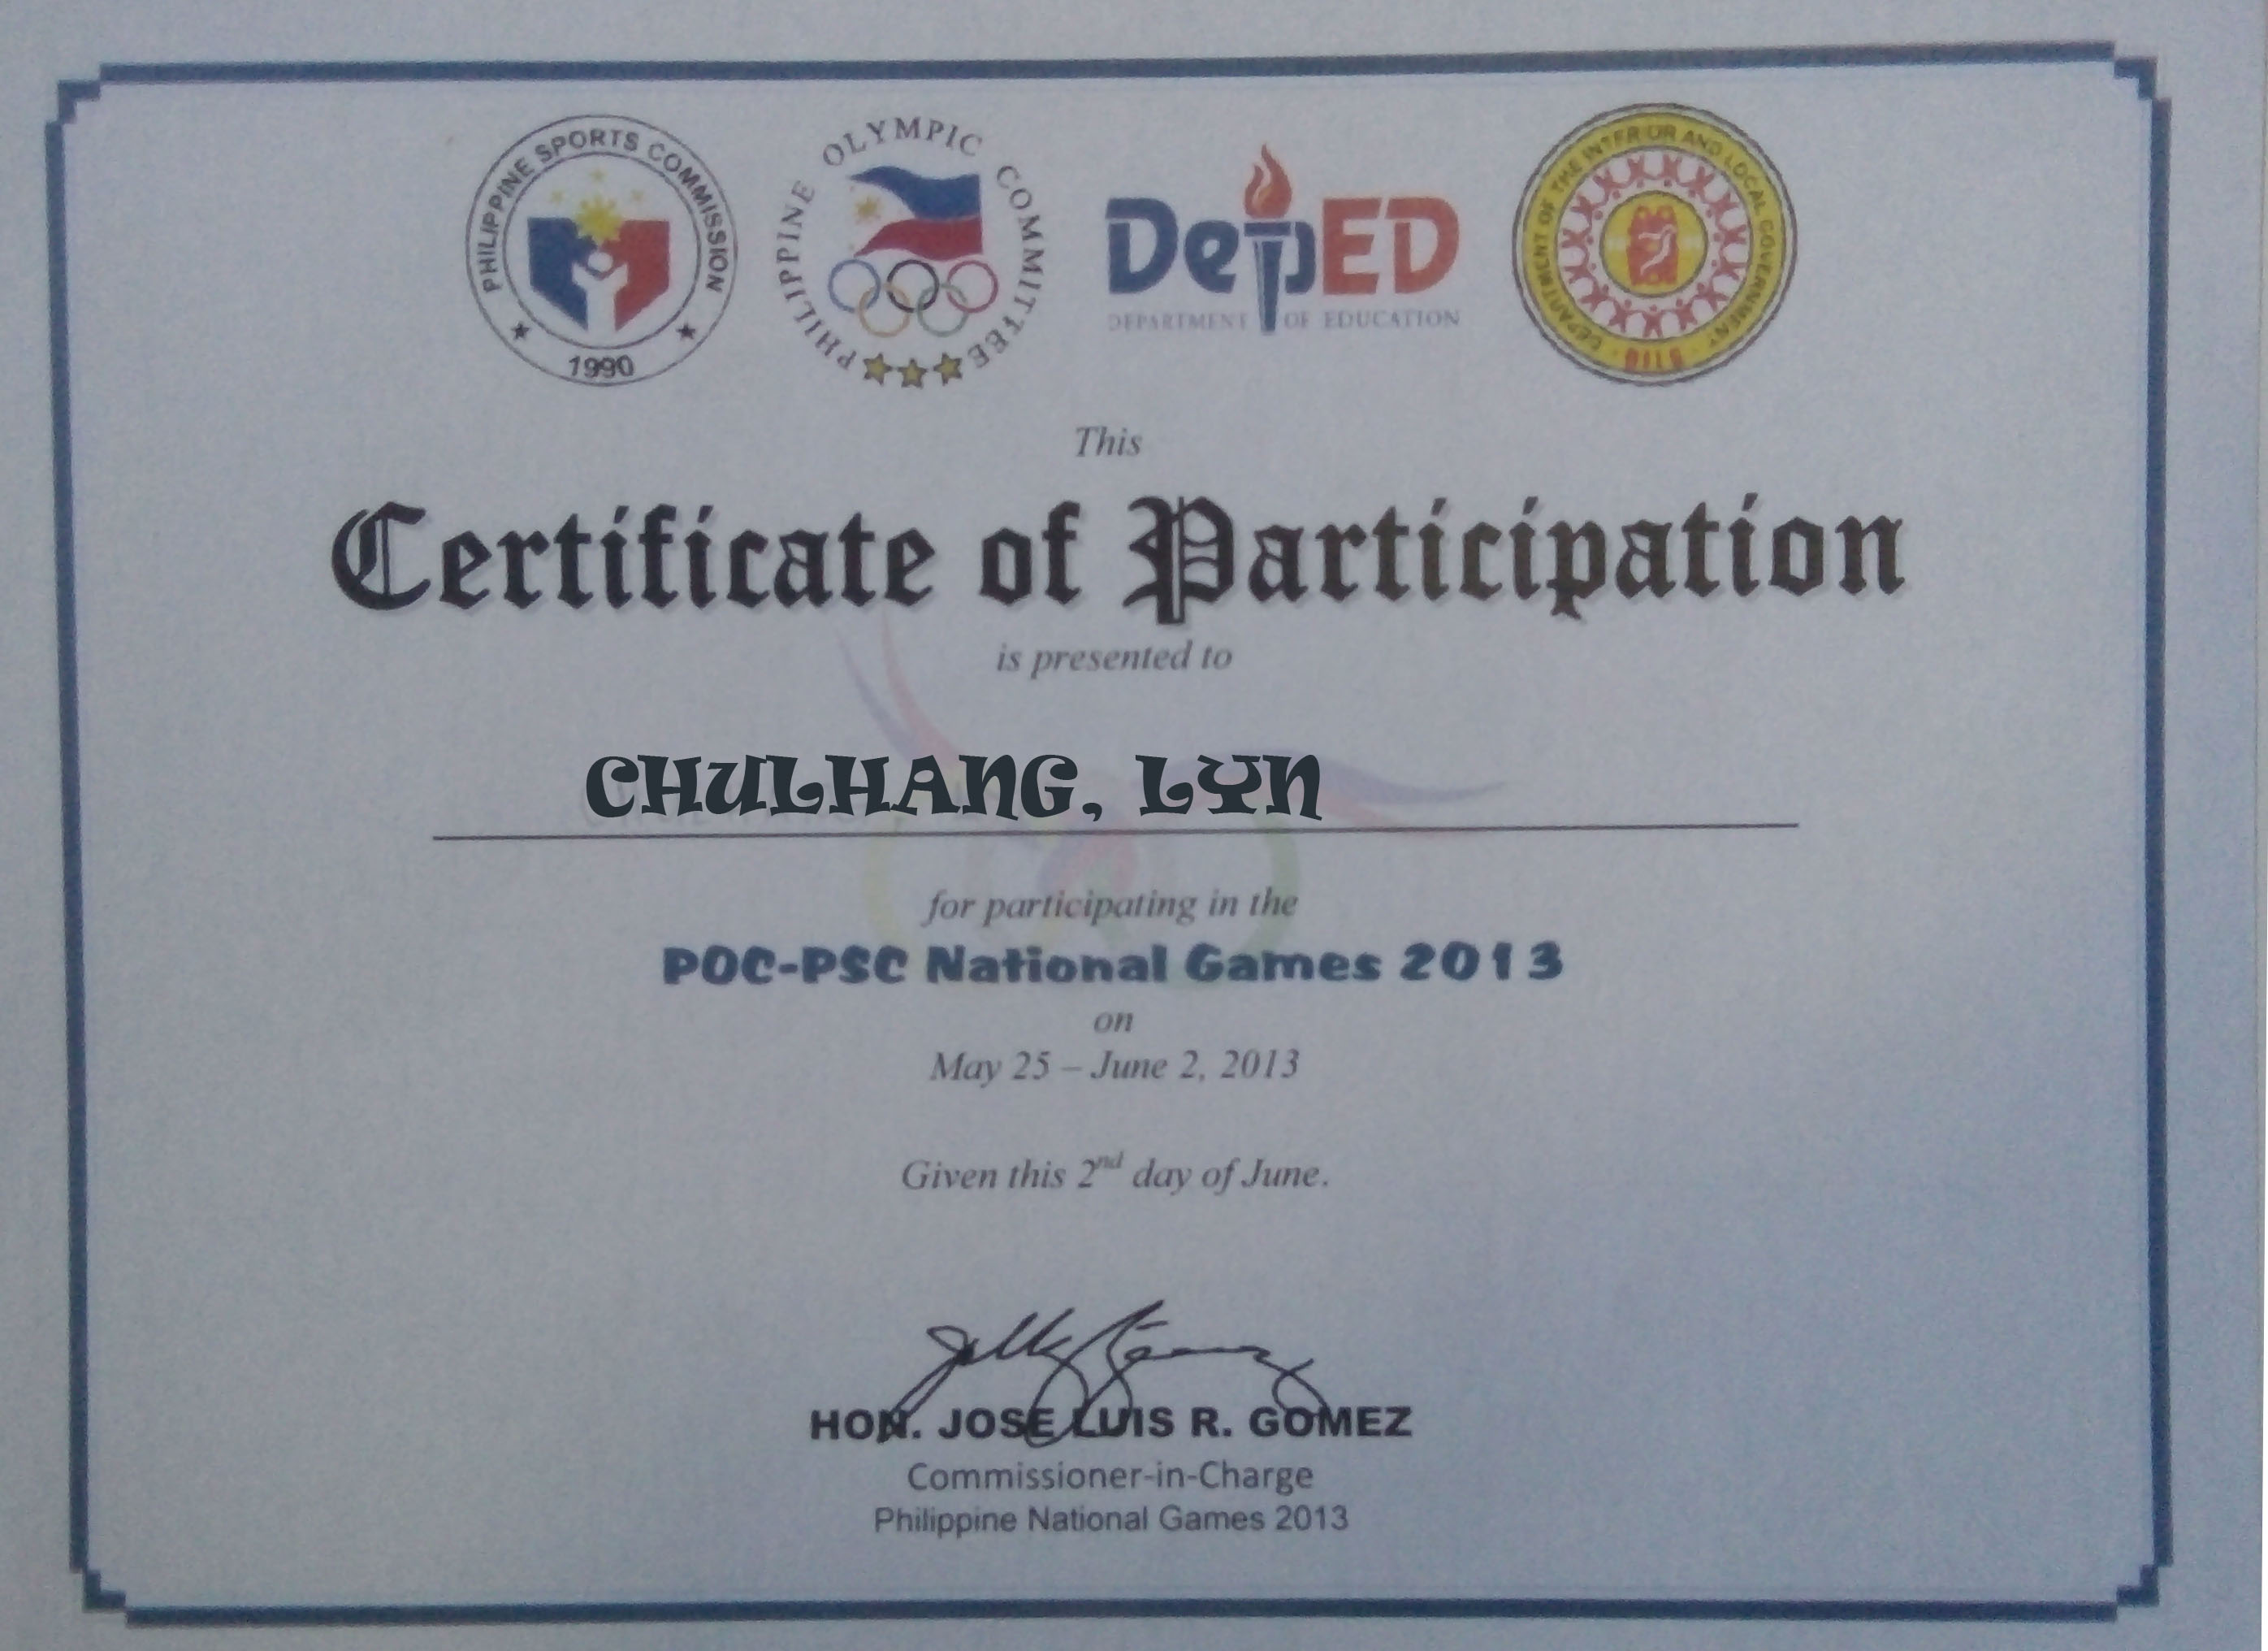 PHILIPPINE SPORTS COMMISSION
1990
PHILIPPINE OLYMPIC COMMITTEE
DepED
DEPARTMENT OF EDUCATION
DEPARTMENT OF THE INTERIOR AND LOCAL GOVERNMENT
This
Certificate of Participation
is presented to
CHULHANG, LYN
for participating in the
POC-PSC National Games 2013
on
May 25 – June 2, 2013
Given this 2nd day of June.
HON. JOSE LUIS R. GOMEZ
Commissioner-in-Charge
Philippine National Games 2013